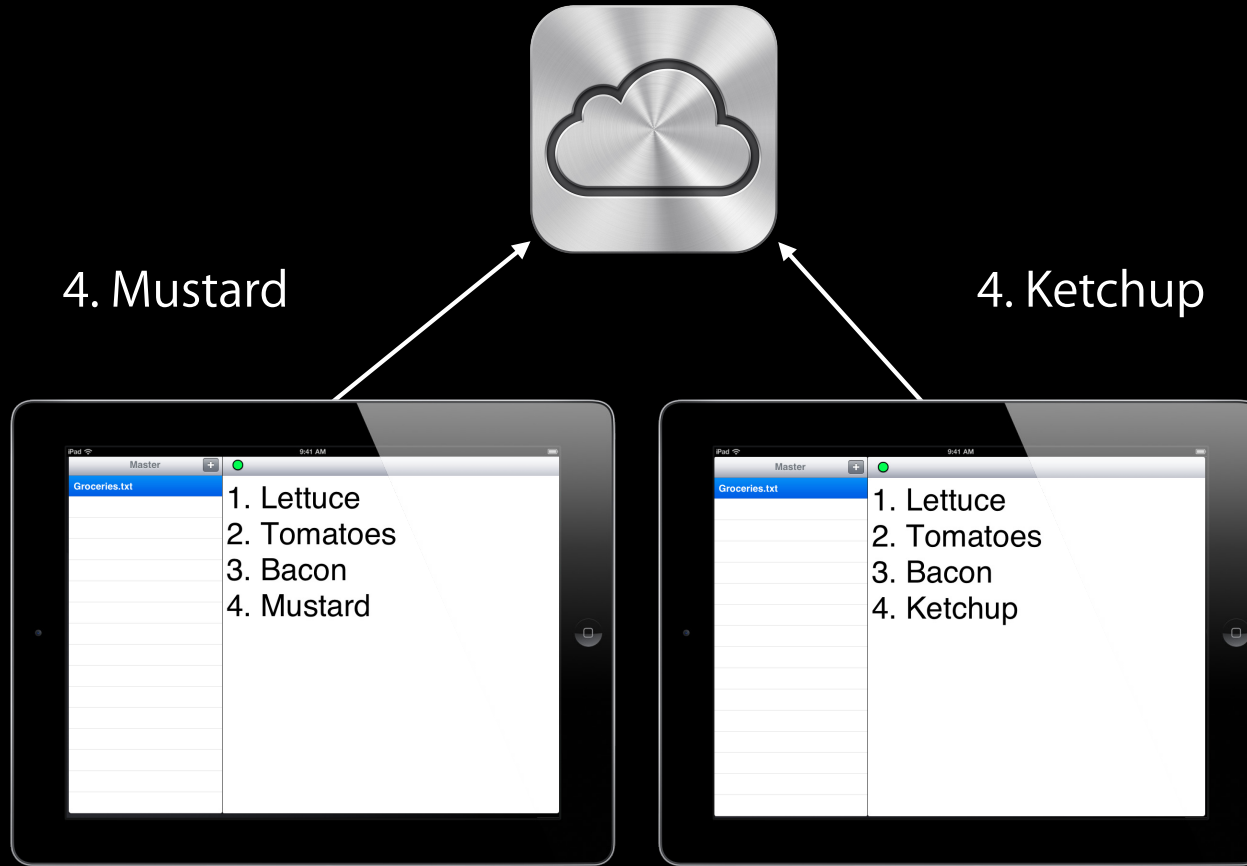 4. Mustard
4. Ketchup
iPad
9:41 AM
Master
+
Groceries.txt
1. Lettuce
2. Tomatoes
3. Bacon
4. Mustard
iPad
9:41 AM
Master
+
Groceries.txt
1. Lettuce
2. Tomatoes
3. Bacon
4. Ketchup